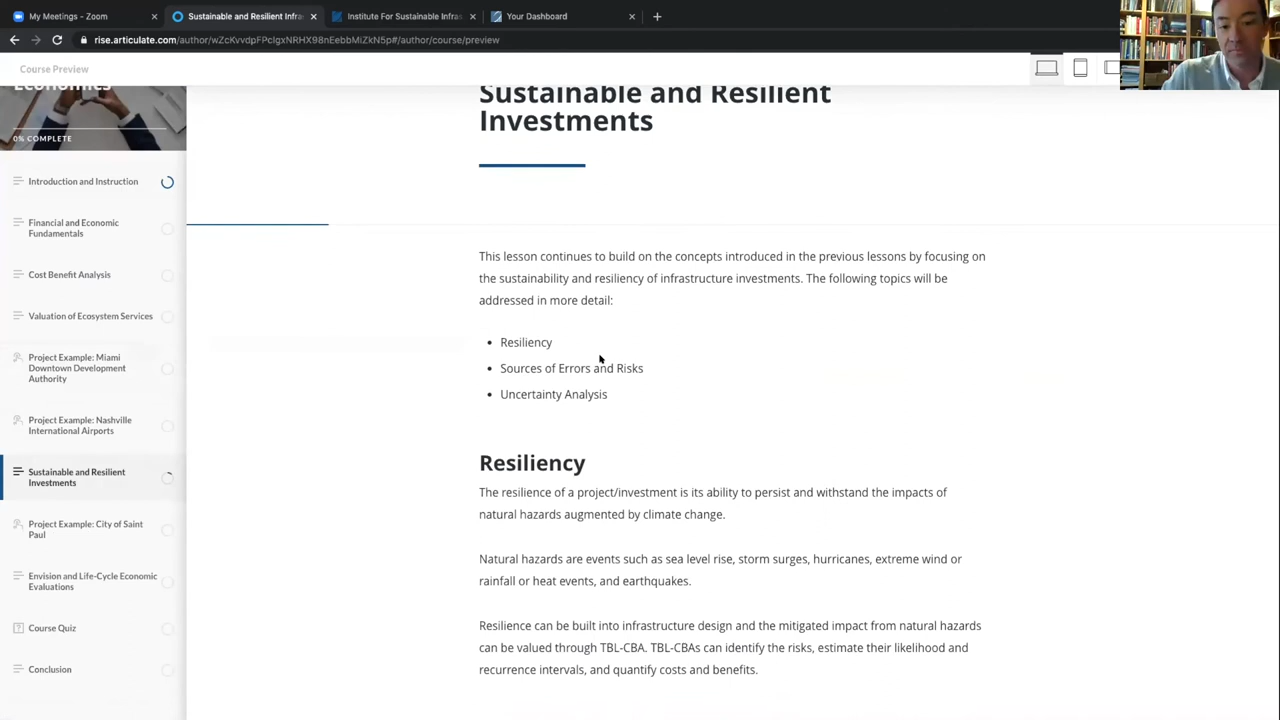 My Meetings - Zoom
Sustainable and Resilient Infra
Institute For Sustainable Infras
Your Dashboard
rise.articulate.com/author/wZcKvvdpFPclgxNRHX98nEebbMiZkN5p#/author/course/preview
Course Preview
Economics
0% COMPLETE
Introduction and Instruction
Financial and Economic
Fundamentals
Cost Benefit Analysis
Valuation of Ecosystem Services
Project Example: Miami
Downtown Development
Authority
Project Example: Nashville
International Airports
Sustainable and Resilient
Investments
Project Example: City of Saint
Paul
Envision and Life-Cycle Economic
Evaluations
Course Quiz
Conclusion
Sustainable and Resilient
Investments
This lesson continues to build on the concepts introduced in the previous lessons by focusing on
the sustainability and resiliency of infrastructure investments. The following topics will be
addressed in more detail:
• Resiliency
• Sources of Errors and Risks
• Uncertainty Analysis
Resiliency
The resilience of a project/investment is its ability to persist and withstand the impacts of
natural hazards augmented by climate change.
Natural hazards are events such as sea level rise, storm surges, hurricanes, extreme wind or
rainfall or heat events, and earthquakes.
Resilience can be built into infrastructure design and the mitigated impact from natural hazards
can be valued through TBL-CBA. TBL-CBAs can identify the risks, estimate their likelihood and
recurrence intervals, and quantify costs and benefits.